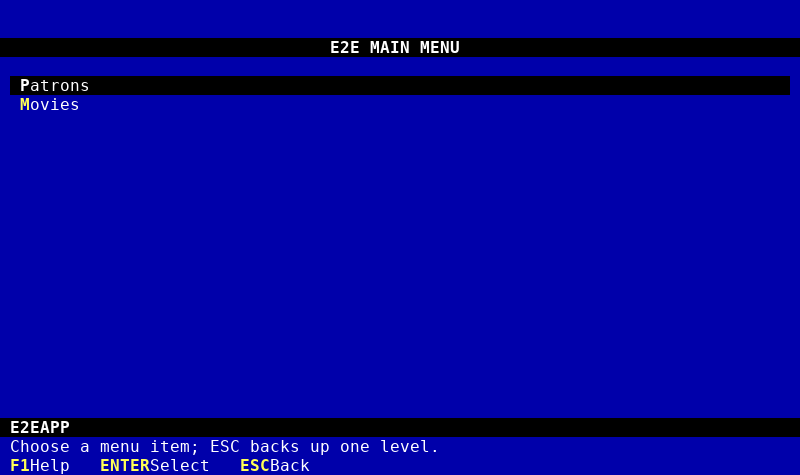 E2E MAIN MENU
Patrons
Movies
E2EAPP
Choose a menu item; ESC backs up one level.
F1Help   ENTERSelect   ESCBack